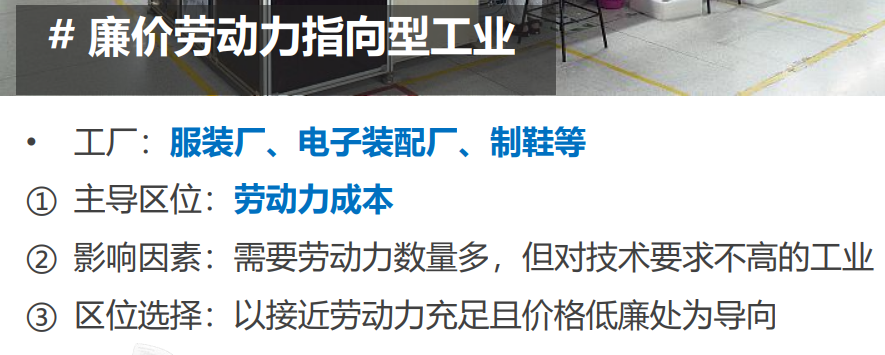 # 廉价劳动力指向型工业
• 工厂：服装厂、电子装配厂、制鞋等
① 主导区位：劳动力成本
② 影响因素：需要劳动力数量多，但对技术要求不高的工业
③ 区位选择：以接近劳动力充足且价格低廉处为导向